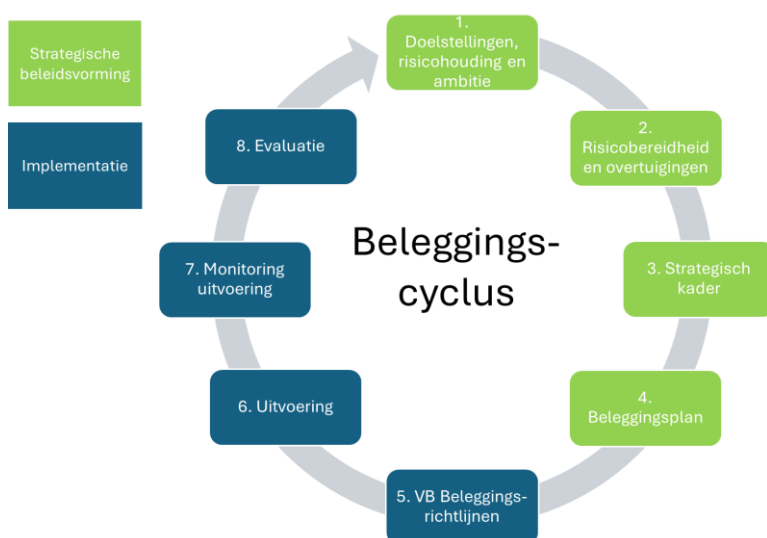 Strategische
beleidsvorming
Implementatie
1.
Doelstellingen,
risicohouding en
ambitie
2.
Risicobereidheid
en overtuigingen
3. Strategisch
kader
4.
Beleggingsplan
5. VB Beleggings-
richtlijnen
6. Uitvoering
7. Monitoring
uitvoering
8. Evaluatie
Beleggings-
cyclus